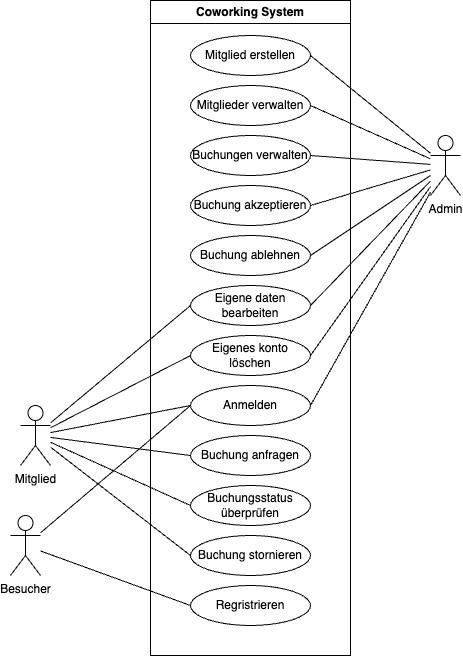 Coworking System
Mitglied erstellen
Mitglieder verwalten
Buchungen verwalten
Buchung akzeptieren
Admin
Buchung ablehnen
Eigene daten
bearbeiten
Eigenes konto
löschen
Anmelden
Buchung anfragen
Mitglied
Buchungsstatus
überprüfen
Buchung stornieren
Besucher
Regristrieren